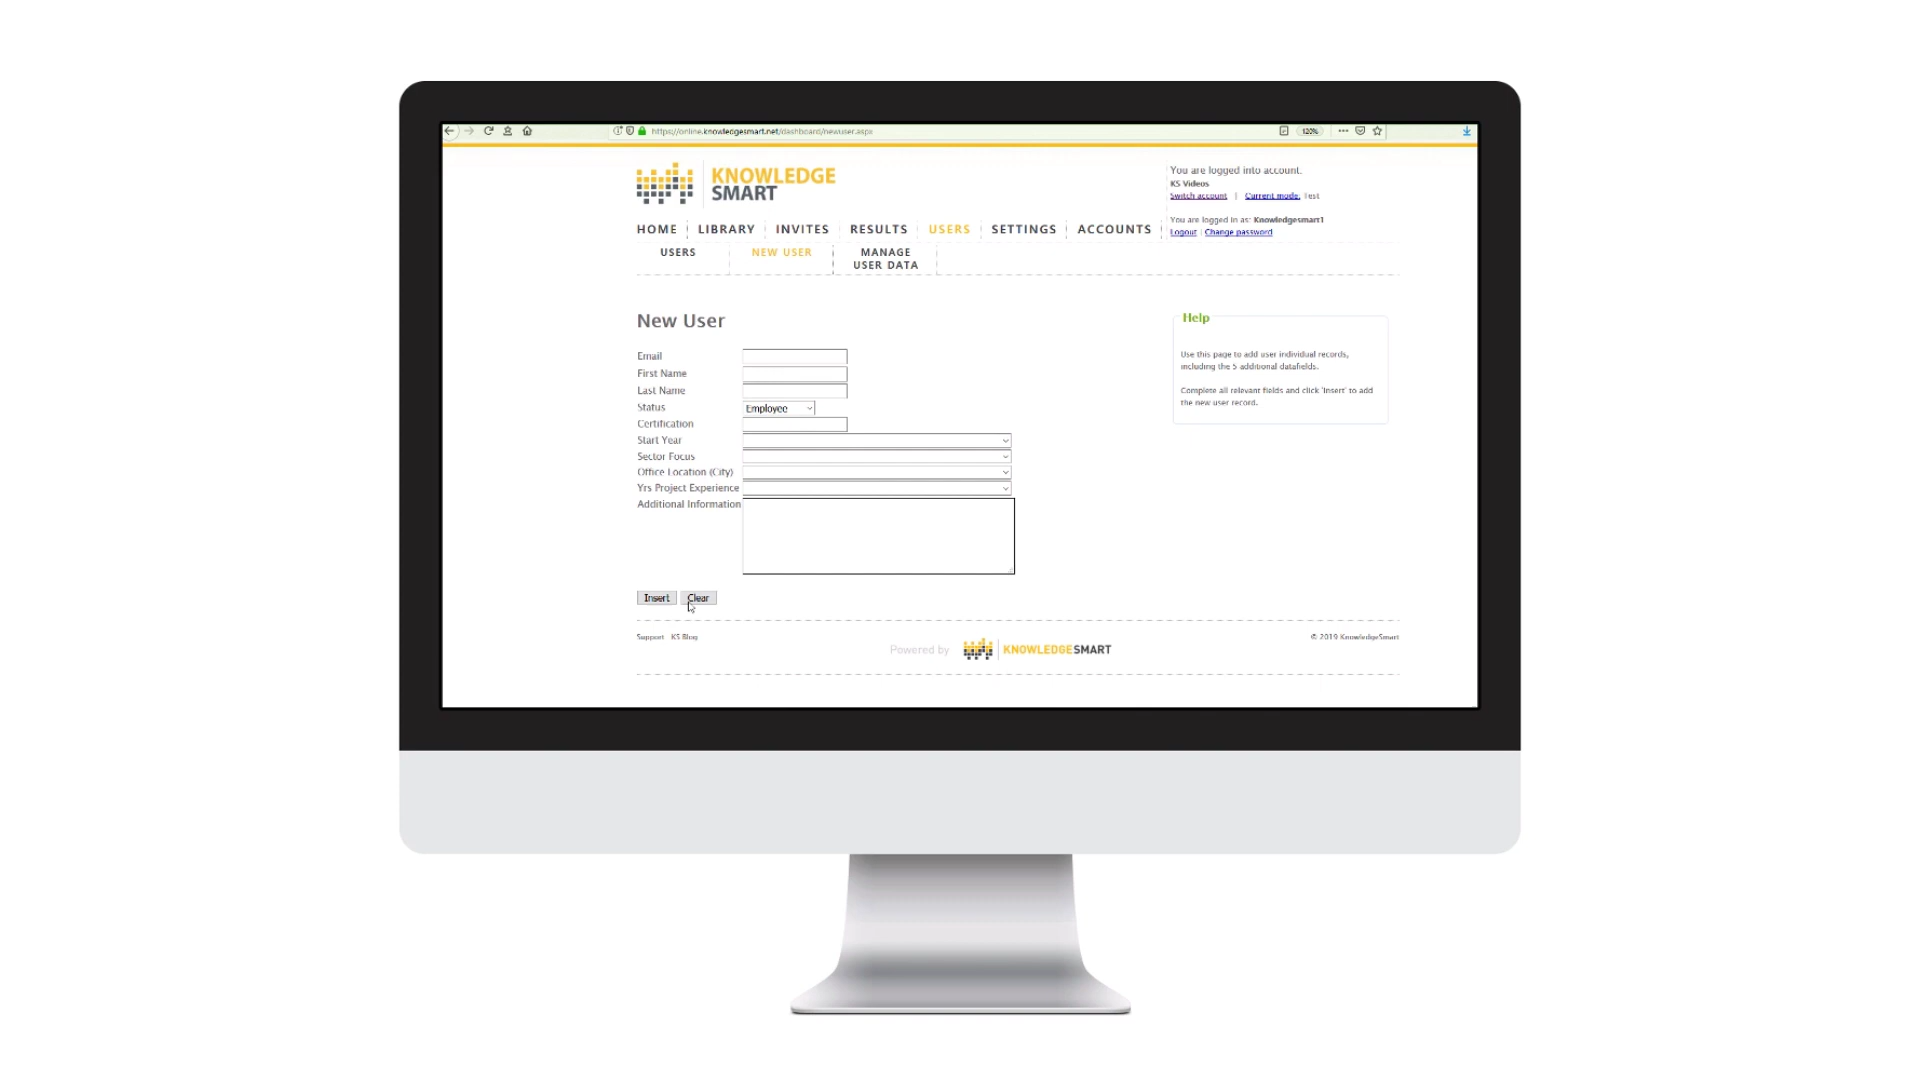 https://online.knowledgesmart.net/dashboard/newuser.aspx
120%
KNOWLEDGE
SMART
You are logged into account.
KS Videos
Switch account | Current mode: Test
You are logged in as: Knowledgesmart1
Logout | Change password
HOME LIBRARY INVITES RESULTS USERS SETTINGS ACCOUNTS
USERS NEW USER MANAGE
USER DATA
New User
Email
First Name
Last Name
Status Employee
Certification
Start Year
Sector Focus
Office Location (City)
Yrs Project Experience
Additional Information
Insert Clear
Help
Use this page to add user individual records,
including the 5 additional datafields.
Complete all relevant fields and click 'Insert' to add
the new user record.
Support KS Blog
Powered by KNOWLEDGESMART
© 2019 KnowledgeSmart